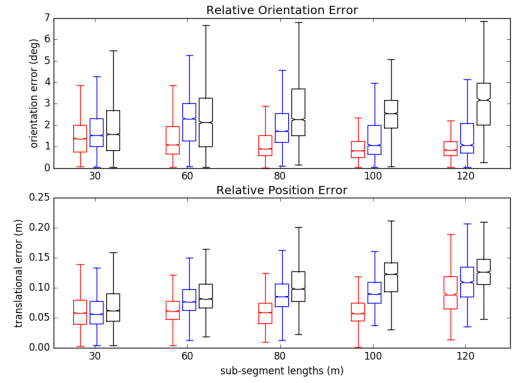 Relative Orientation Error
7
6
5
4
3
2
1
0
orientation error (deg)
30 60 80 100 120
Relative Position Error
0.25
0.20
0.15
0.10
0.05
0.00
translational error (m)
30 60 80 100 120
sub-segment lengths (m)